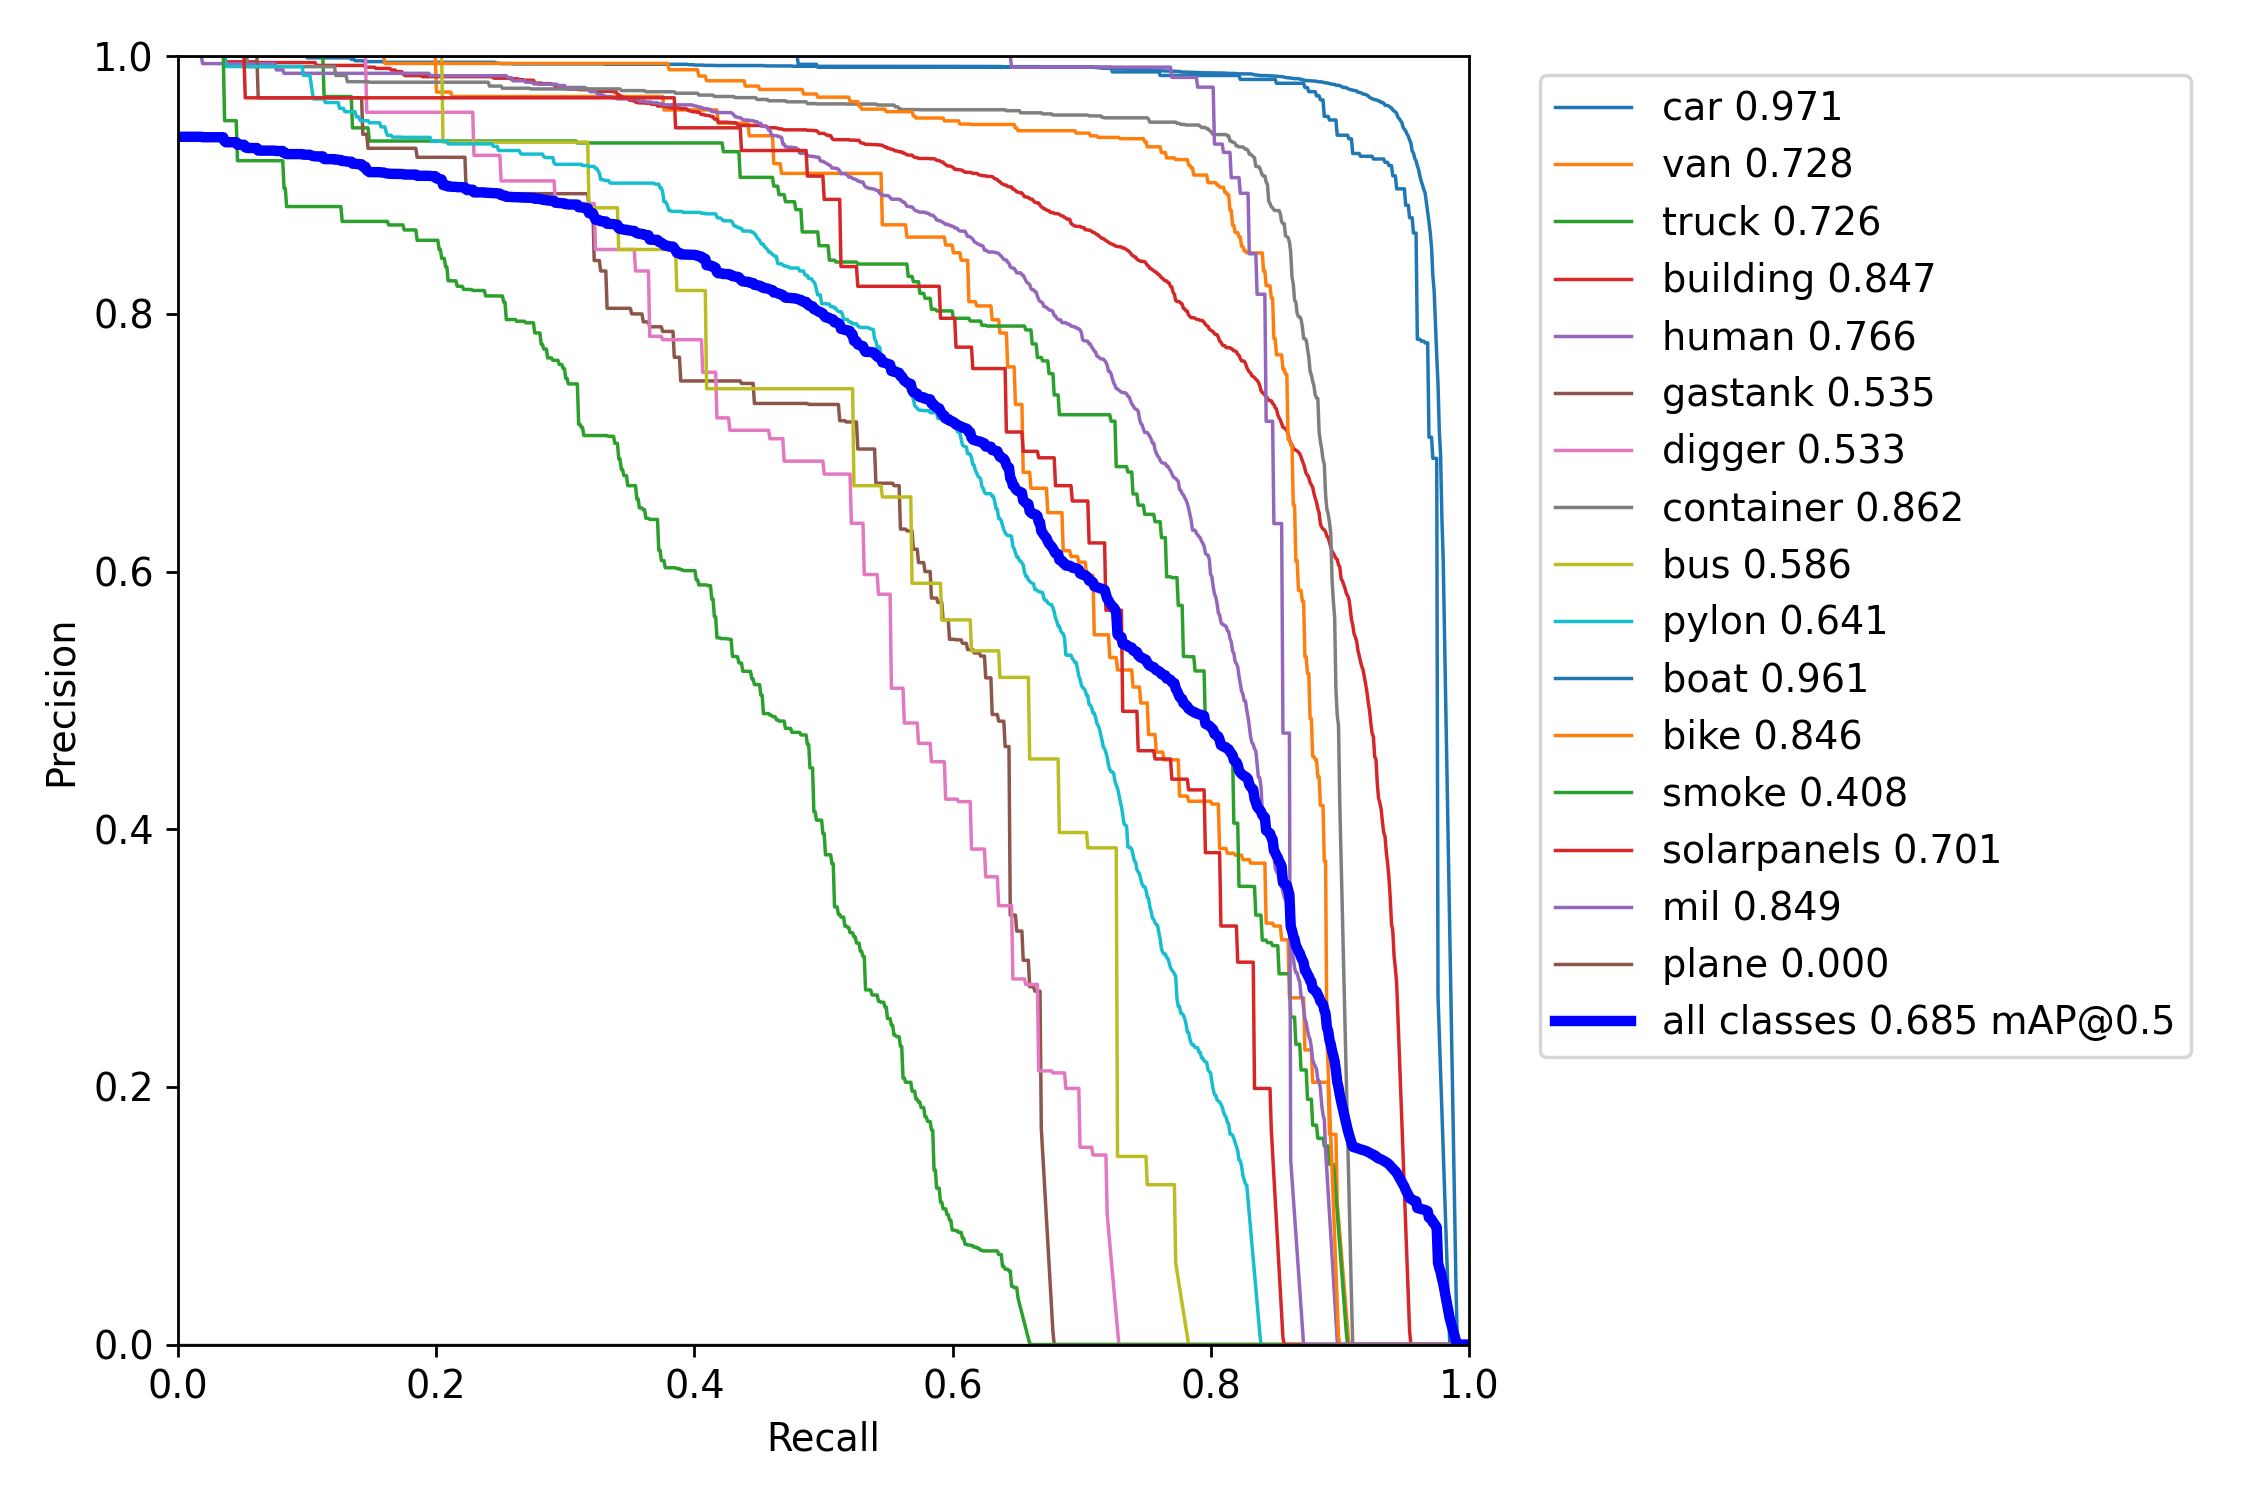 1.0
0.8
0.6
0.4
0.2
0.0
Precision
0.0 0.2 0.4 0.6 0.8 1.0
Recall
car 0.971
van 0.728
truck 0.726
building 0.847
human 0.766
gastank 0.535
digger 0.533
container 0.862
bus 0.586
pylon 0.641
boat 0.961
bike 0.846
smoke 0.408
solarpanels 0.701
mil 0.849
plane 0.000
all classes 0.685 mAP@0.5